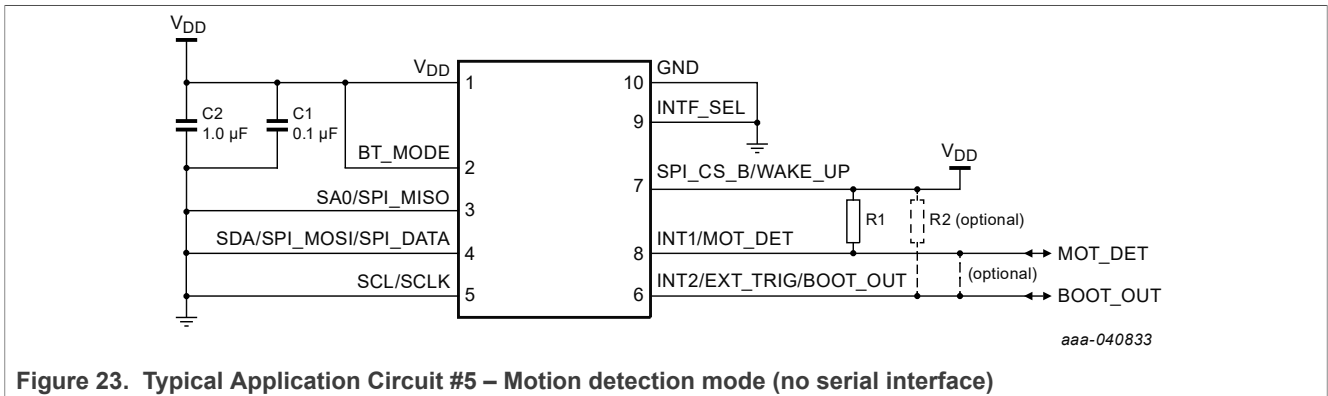 VDD
VDD
1
C2
1.0 µF
C1
0.1 µF
BT_MODE
2
SA0/SPI_MISO
3
SDA/SPI_MOSI/SPI_DATA
4
SCL/SCLK
5
GND
10
INTF_SEL
9
VDD
SPI_CS_B/WAKE_UP
7
R1
R2 (optional)
INT1/MOT_DET
8
MOT_DET
(optional)
INT2/EXT_TRIG/BOOT_OUT
6
BOOT_OUT
aaa-040833
Figure 23. Typical Application Circuit #5 – Motion detection mode (no serial interface)